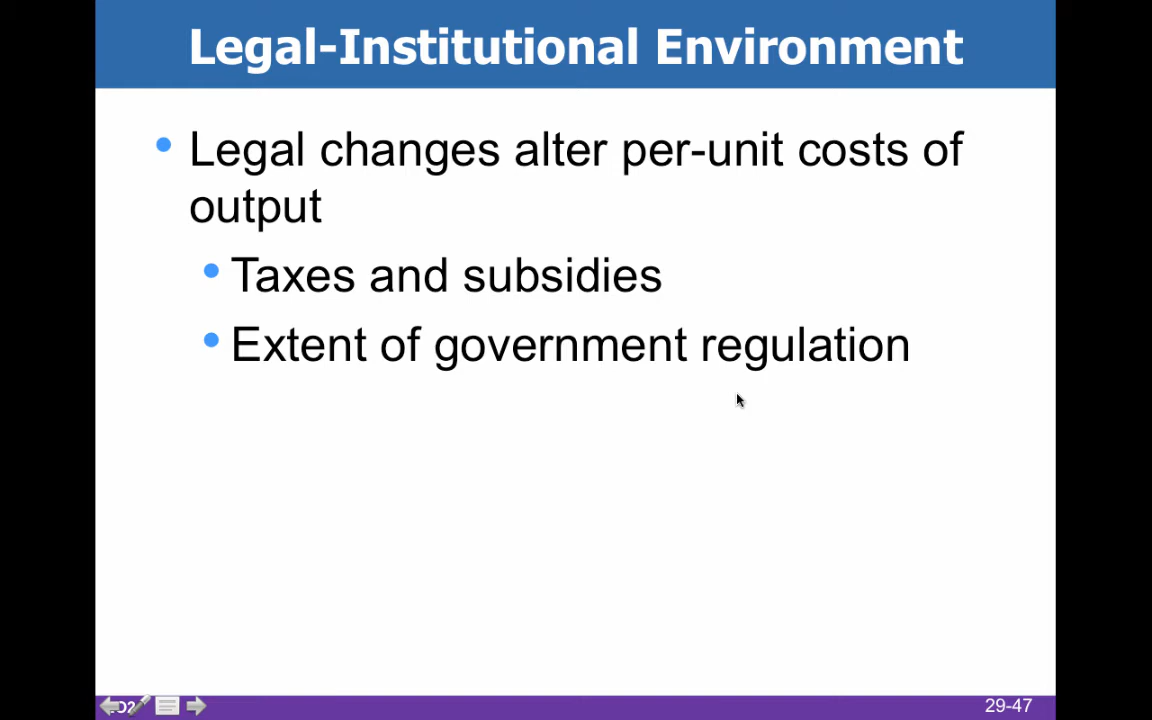 Legal-Institutional Environment
• Legal changes alter per-unit costs of
output
• Taxes and subsidies
• Extent of government regulation
29-47